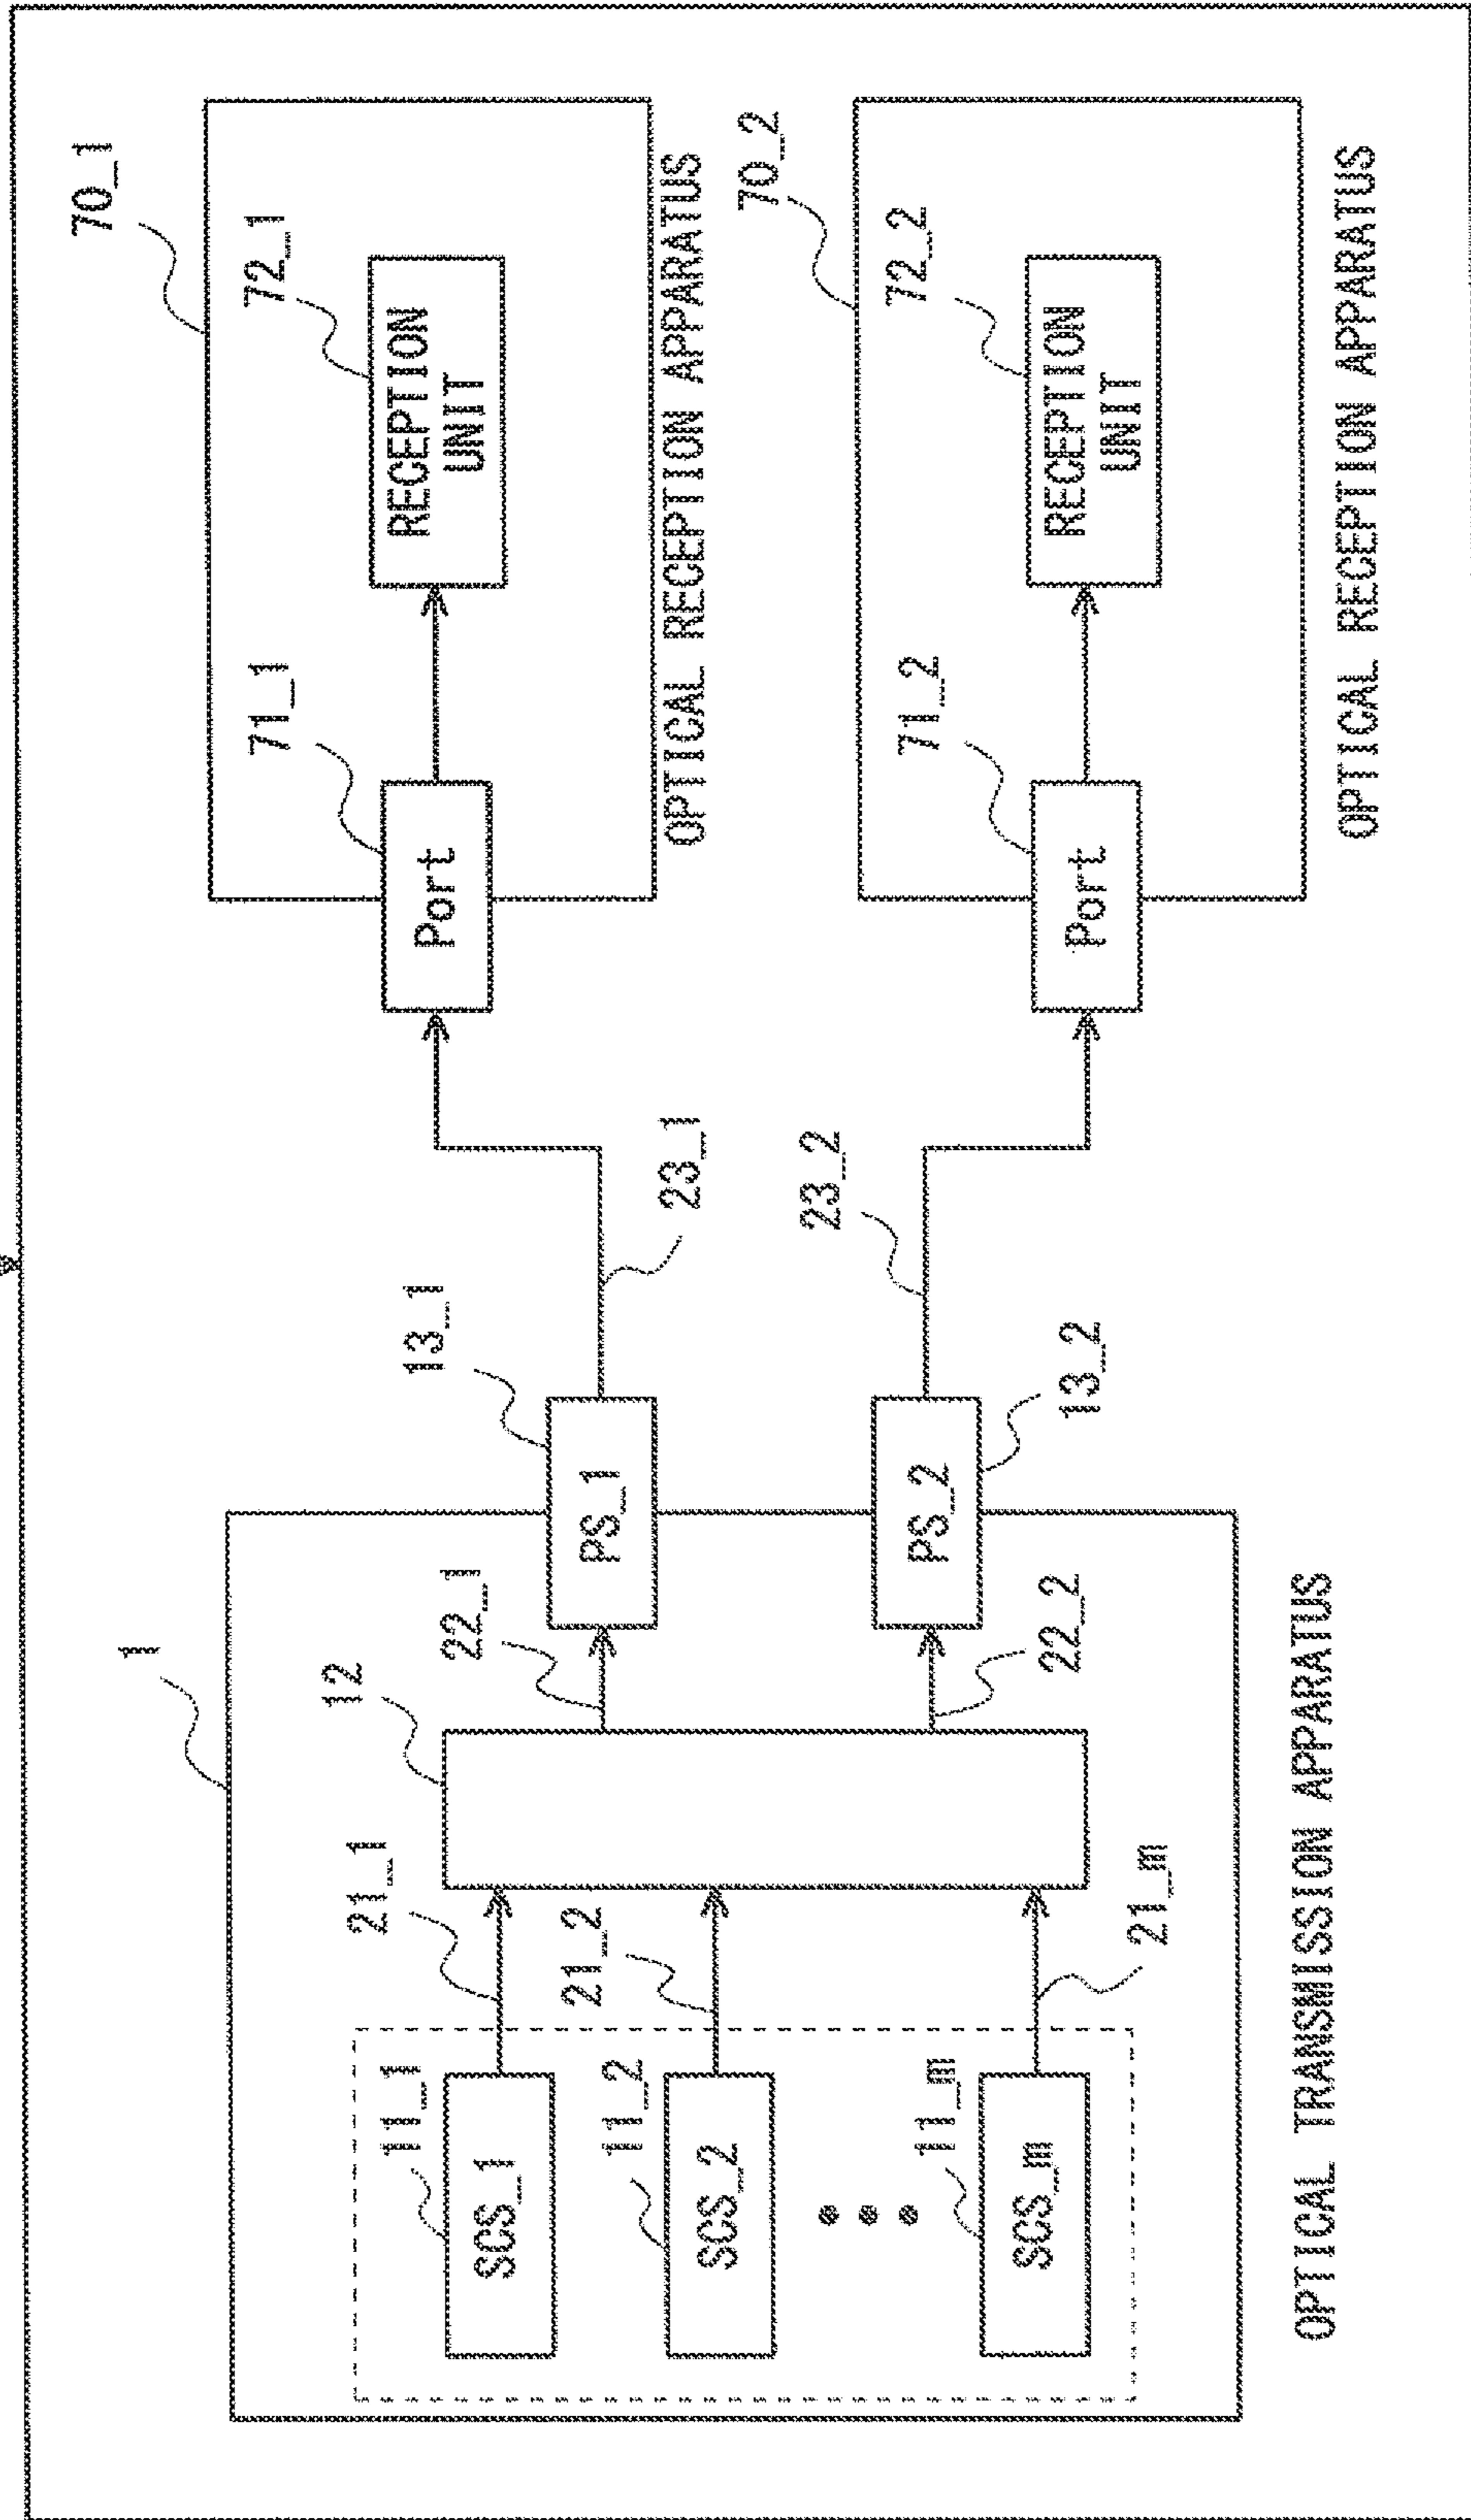 1
12
11_1
SCS_1
21_1
11_2
SCS_2
21_2
11_m
SCS_m
21_m
22_1
22_2
13_1
PS_1
PS_2
13_2
OPTICAL TRANSMISSION APPARATUS
23_1
23_2
70_1
71_1
Port
72_1
RECEPTION
UNIT
OPTICAL RECEPTION APPARATUS
70_2
71_2
Port
72_2
RECEPTION
UNIT
OPTICAL RECEPTION APPARATUS